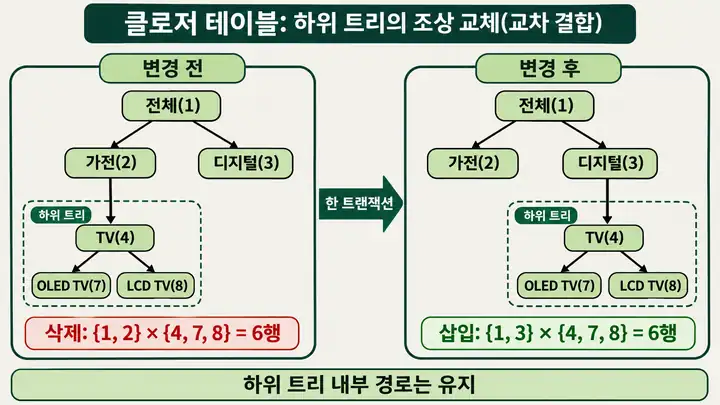 클로저 테이블: 하위 트리의 조상 교체(교차 결합)
변경 전
전체(1)
가전(2)
디지털(3)
하위 트리
TV(4)
OLED TV(7)
LCD TV(8)
삭제: {1, 2} × {4, 7, 8} = 6행
한 트랜잭션
변경 후
전체(1)
가전(2)
디지털(3)
하위 트리
TV(4)
OLED TV(7)
LCD TV(8)
삽입: {1, 3} × {4, 7, 8} = 6행
하위 트리 내부 경로는 유지